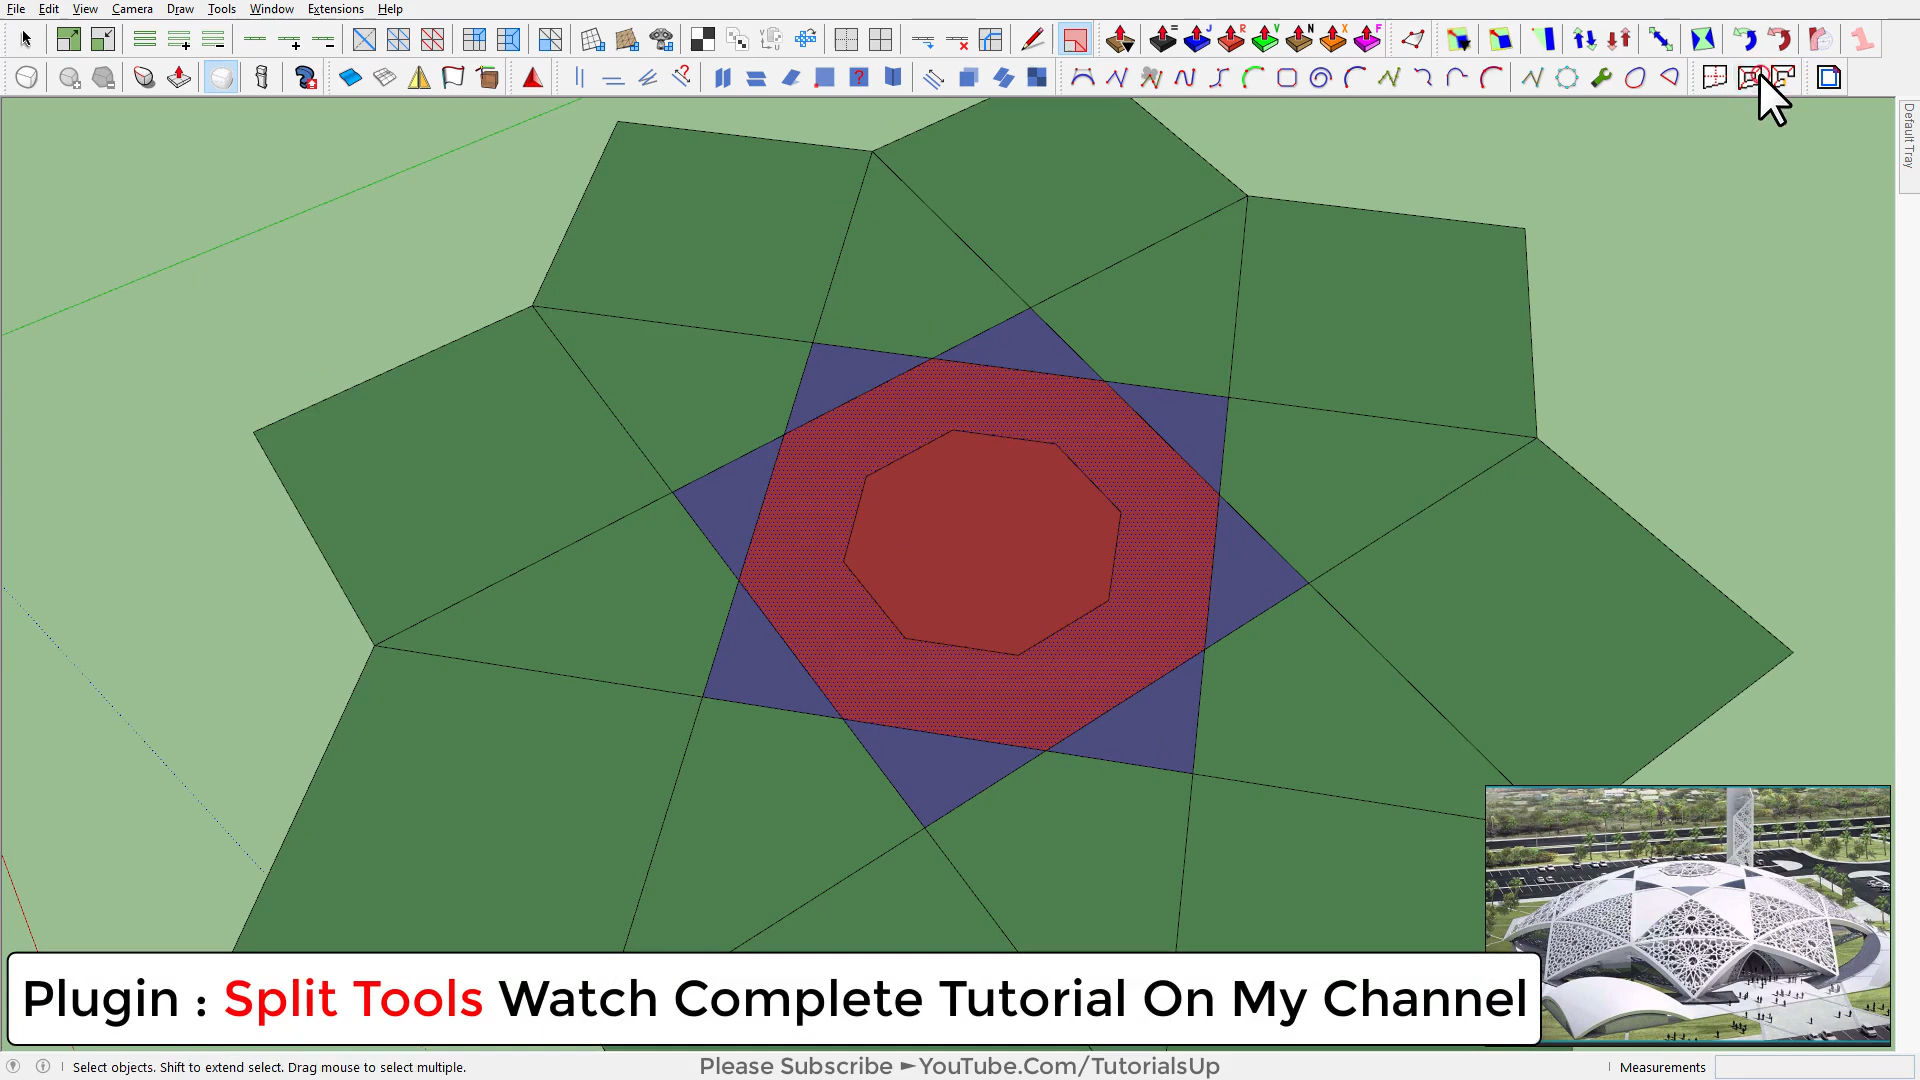 File Edit View Camera Draw Tools Window Extensions Help
Default Tray
Plugin : Split Tools Watch Complete Tutorial On My Channel
Select objects. Shift to extend select. Drag mouse to select multiple.
Please Subscribe ►YouTube.Com/TutorialsUp
Measurements